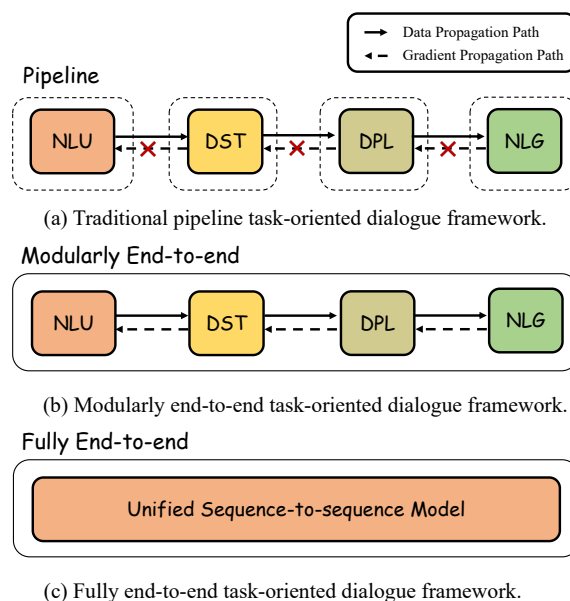 Data Propagation Path
Gradient Propagation Path
Pipeline
NLU DST DPL NLG
(a) Traditional pipeline task-oriented dialogue framework.
Modularly End-to-end
NLU DST DPL NLG
(b) Modularly end-to-end task-oriented dialogue framework.
Fully End-to-end
Unified Sequence-to-sequence Model
(c) Fully end-to-end task-oriented dialogue framework.